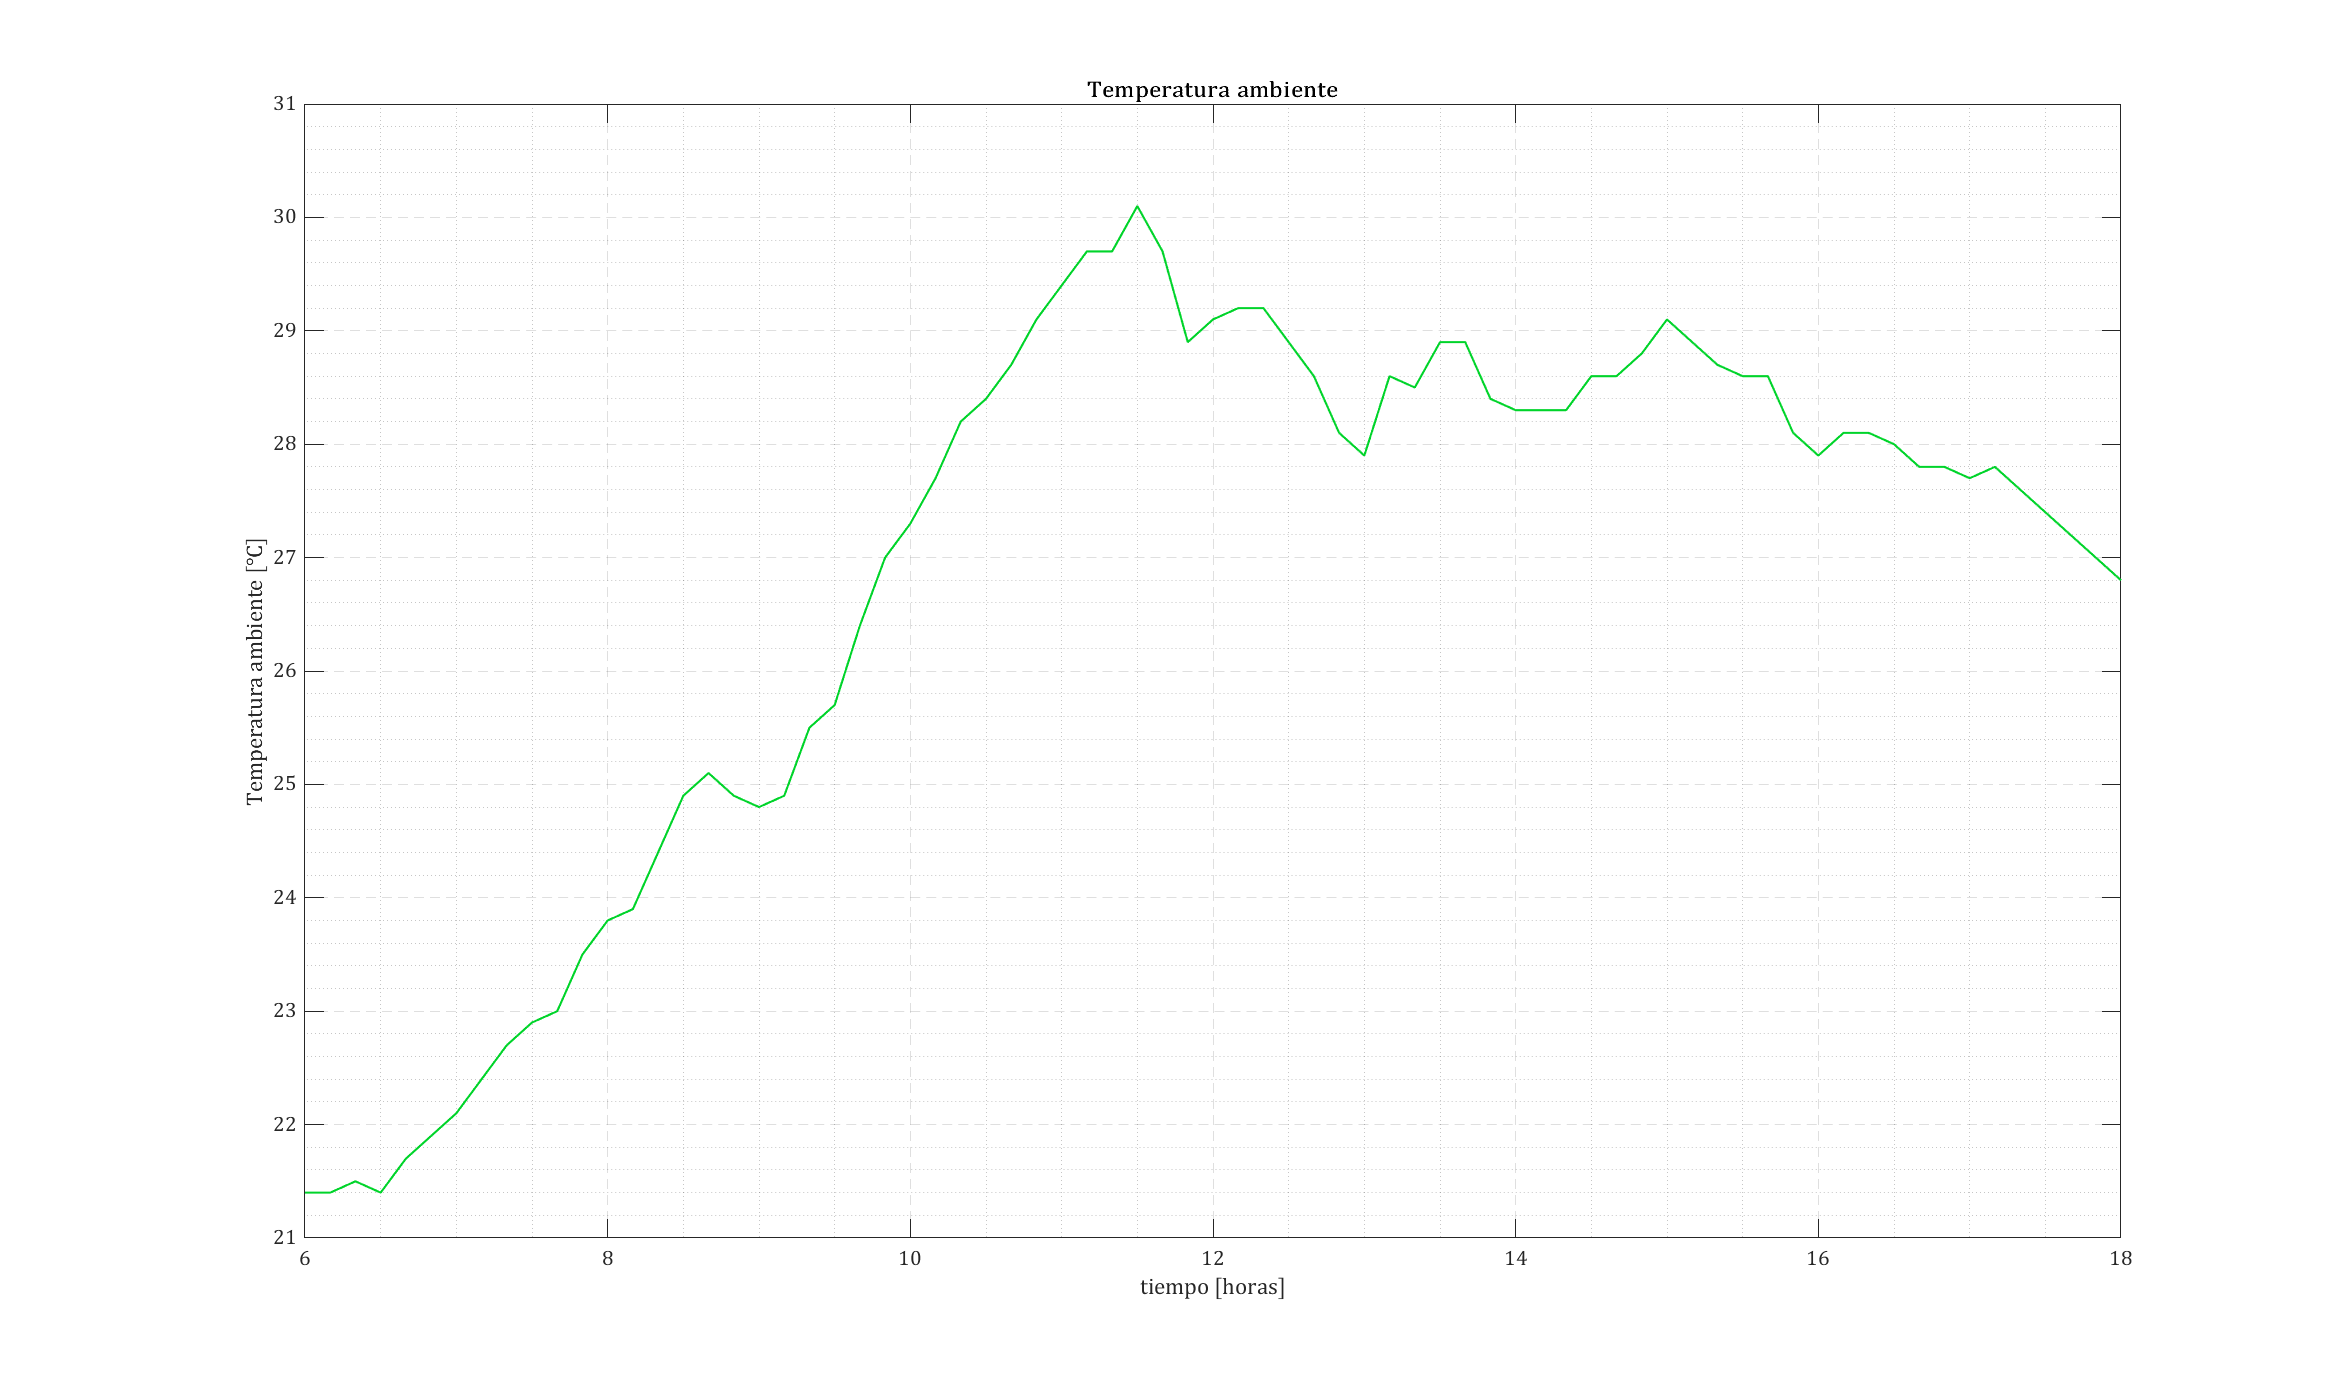 Temperatura ambiente
31
30
29
28
27
26
25
24
23
22
21
Temperatura ambiente [°C]
6 8 10 12 14 16 18
tiempo [horas]